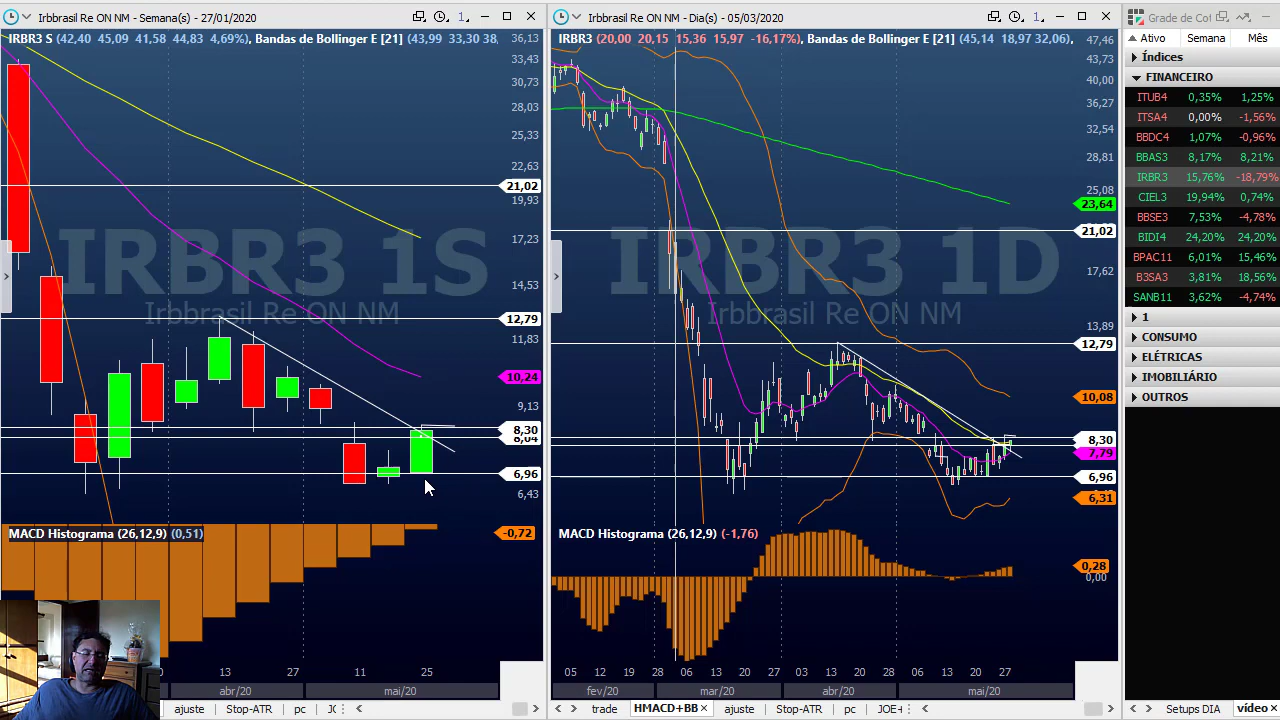 Irbbrasil Re ON NM - Semana(s) - 27/01/2020
IRBR3 S (42,40 45,09 41,58 44,83 4,69%), Bandas de Bollinger E [21] (43,99 33,30 38,
IRBR3 1S
Irbbrasil Re ON NM
36,13
33,43
30,73
28,03
25,33
22,63
21,02
19,93
17,23
14,53
12,79
11,83
10,24
9,13
8,30
8,04
6,96
6,43
MACD Histograma (26,12,9) (0,51)
-0,72
13
27
11
25
abr/20
mai/20
ajuste
Stop-ATR
pc
Irbbrasil Re ON NM - Dia(s) - 05/03/2020
IRBR3 (20,00 20,15 15,36 15,97 -16,17%), Bandas de Bollinger E [21] (45,14 18,97 32,06),
IRBR3 1D
Irbbrasil Re ON NM
47,46
43,73
40,00
36,27
32,54
28,81
25,08
23,64
21,02
17,62
13,89
12,79
10,08
8,30
7,79
6,96
6,31
MACD Histograma (26,12,9) (-1,76)
0,28
0,00
05 12 19 28 06 13 20 27 03 13 20 28 06 13 20 27
fev/20 mar/20 abr/20 mai/20
trade HMACD+BB ajuste Stop-ATR pc JOE+
Grade de Cot
Ativo Semana Mês
Índices
FINANCEIRO
ITUB4 0,35% 1,25%
ITSA4 0,00% -1,56%
BBDC4 1,07% -0,96%
BBAS3 8,17% 8,21%
IRBR3 15,76% -18,79%
CIEL3 19,94% 0,74%
BBSE3 7,53% -4,78%
BIDI4 24,20% 24,20%
BPAC11 6,01% 15,46%
B3SA3 3,81% 18,56%
SANB11 3,62% -4,74%
1
CONSUMO
ELÉTRICAS
IMOBILIÁRIO
OUTROS
Setups DIA vídeo